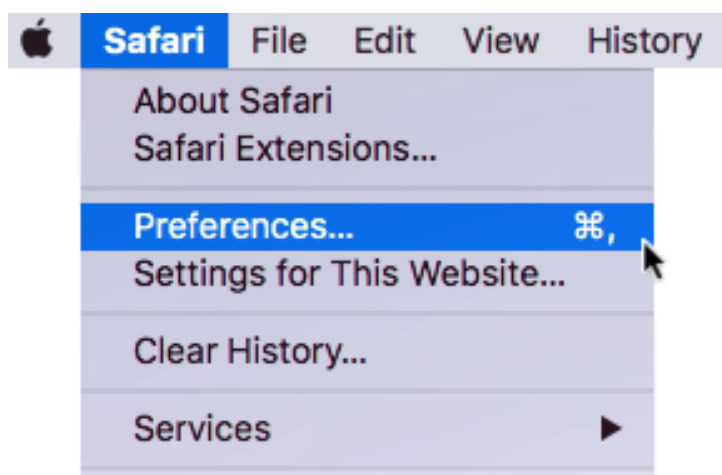 Safari File Edit View History
About Safari
Safari Extensions...
Preferences... ⌘,
Settings for This Website...
Clear History...
Services